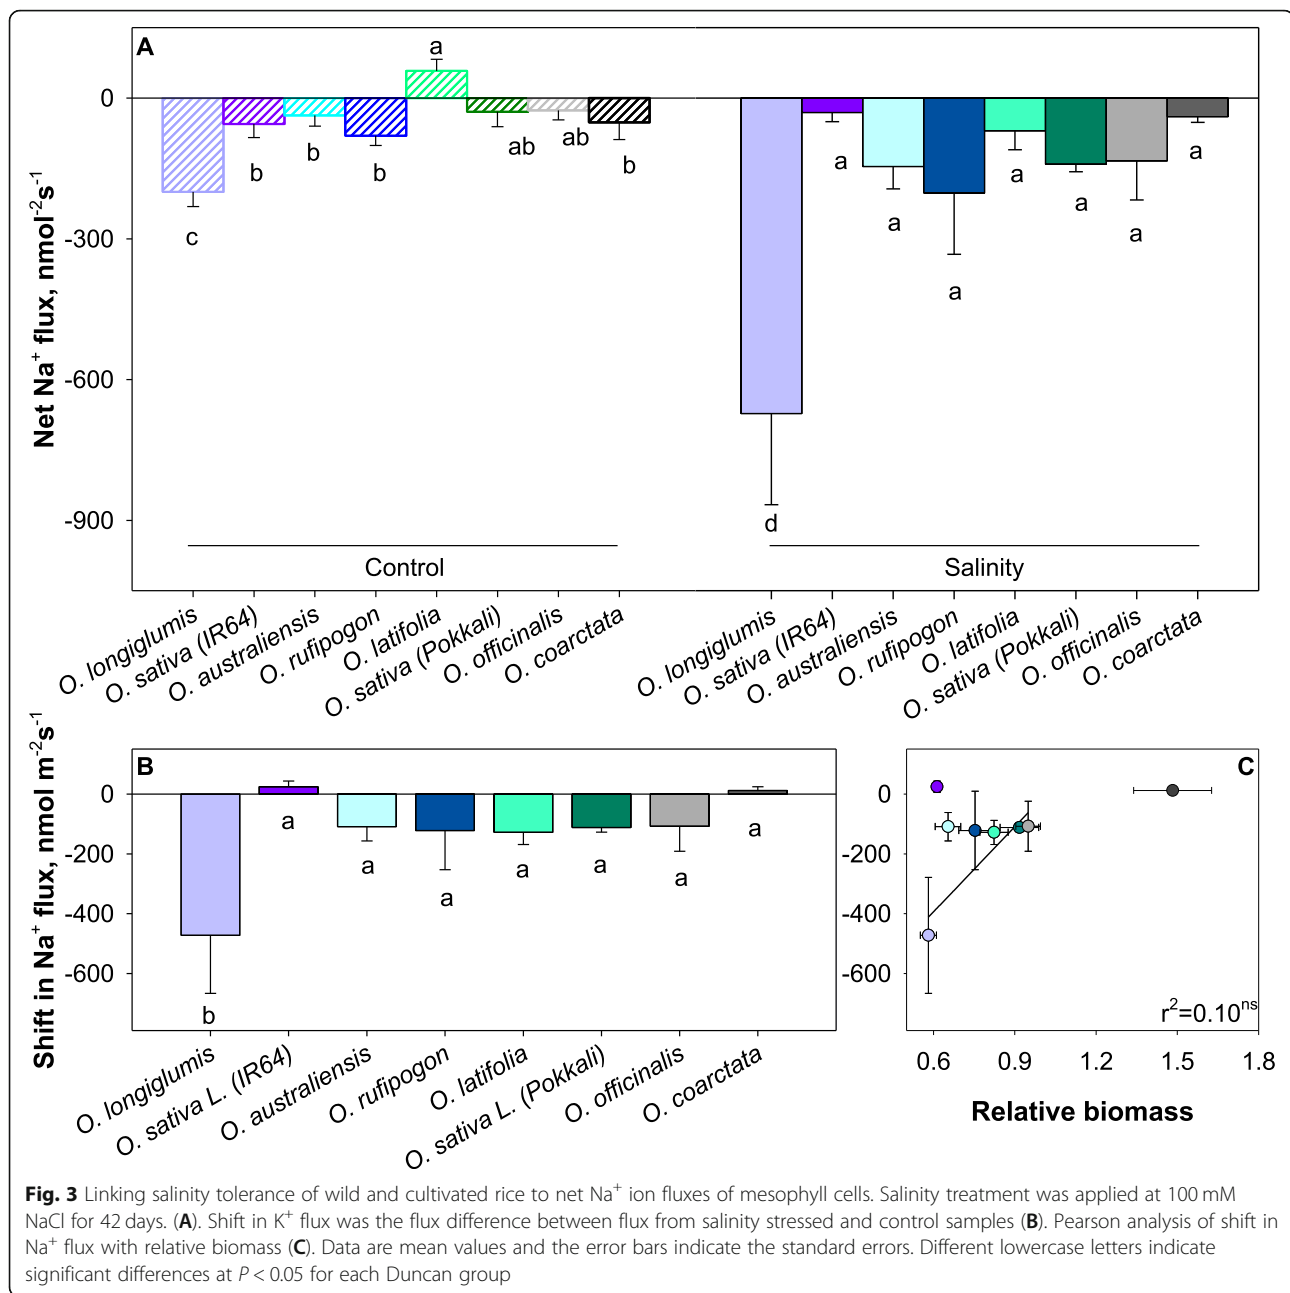 A
a
0
b
b
b
ab
ab
b
c
a
a
a
a
a
a
a
d
-300
-600
-900
Net Na⁺ flux, nmol⁻²s⁻¹
Control
Salinity
O. longiglumis
O. sativa (IR64)
O. australiensis
O. rufipogon
O. latifolia
O. sativa (Pokkali)
O. officinalis
O. coarctata
O. longiglumis
O. sativa (IR64)
O. australiensis
O. rufipogon
O. latifolia
O. sativa (Pokkali)
O. officinalis
O. coarctata
B
0
-200
-400
-600
Shift in Na⁺ flux, nmol m⁻²s⁻¹
b
a
a
a
a
a
a
a
O. longiglumis
O. sativa L. (IR64)
O. australiensis
O. rufipogon
O. latifolia
O. sativa L. (Pokkali)
O. officinalis
O. coarctata
C
0
-200
-400
-600
r²=0.10ⁿˢ
0.6 0.9 1.2 1.5 1.8
Relative biomass
Fig. 3 Linking salinity tolerance of wild and cultivated rice to net Na⁺ ion fluxes of mesophyll cells. Salinity treatment was applied at 100 mM
NaCl for 42 days. (A). Shift in K⁺ flux was the flux difference between flux from salinity stressed and control samples (B). Pearson analysis of shift in
Na⁺ flux with relative biomass (C). Data are mean values and the error bars indicate the standard errors. Different lowercase letters indicate
significant differences at P < 0.05 for each Duncan group